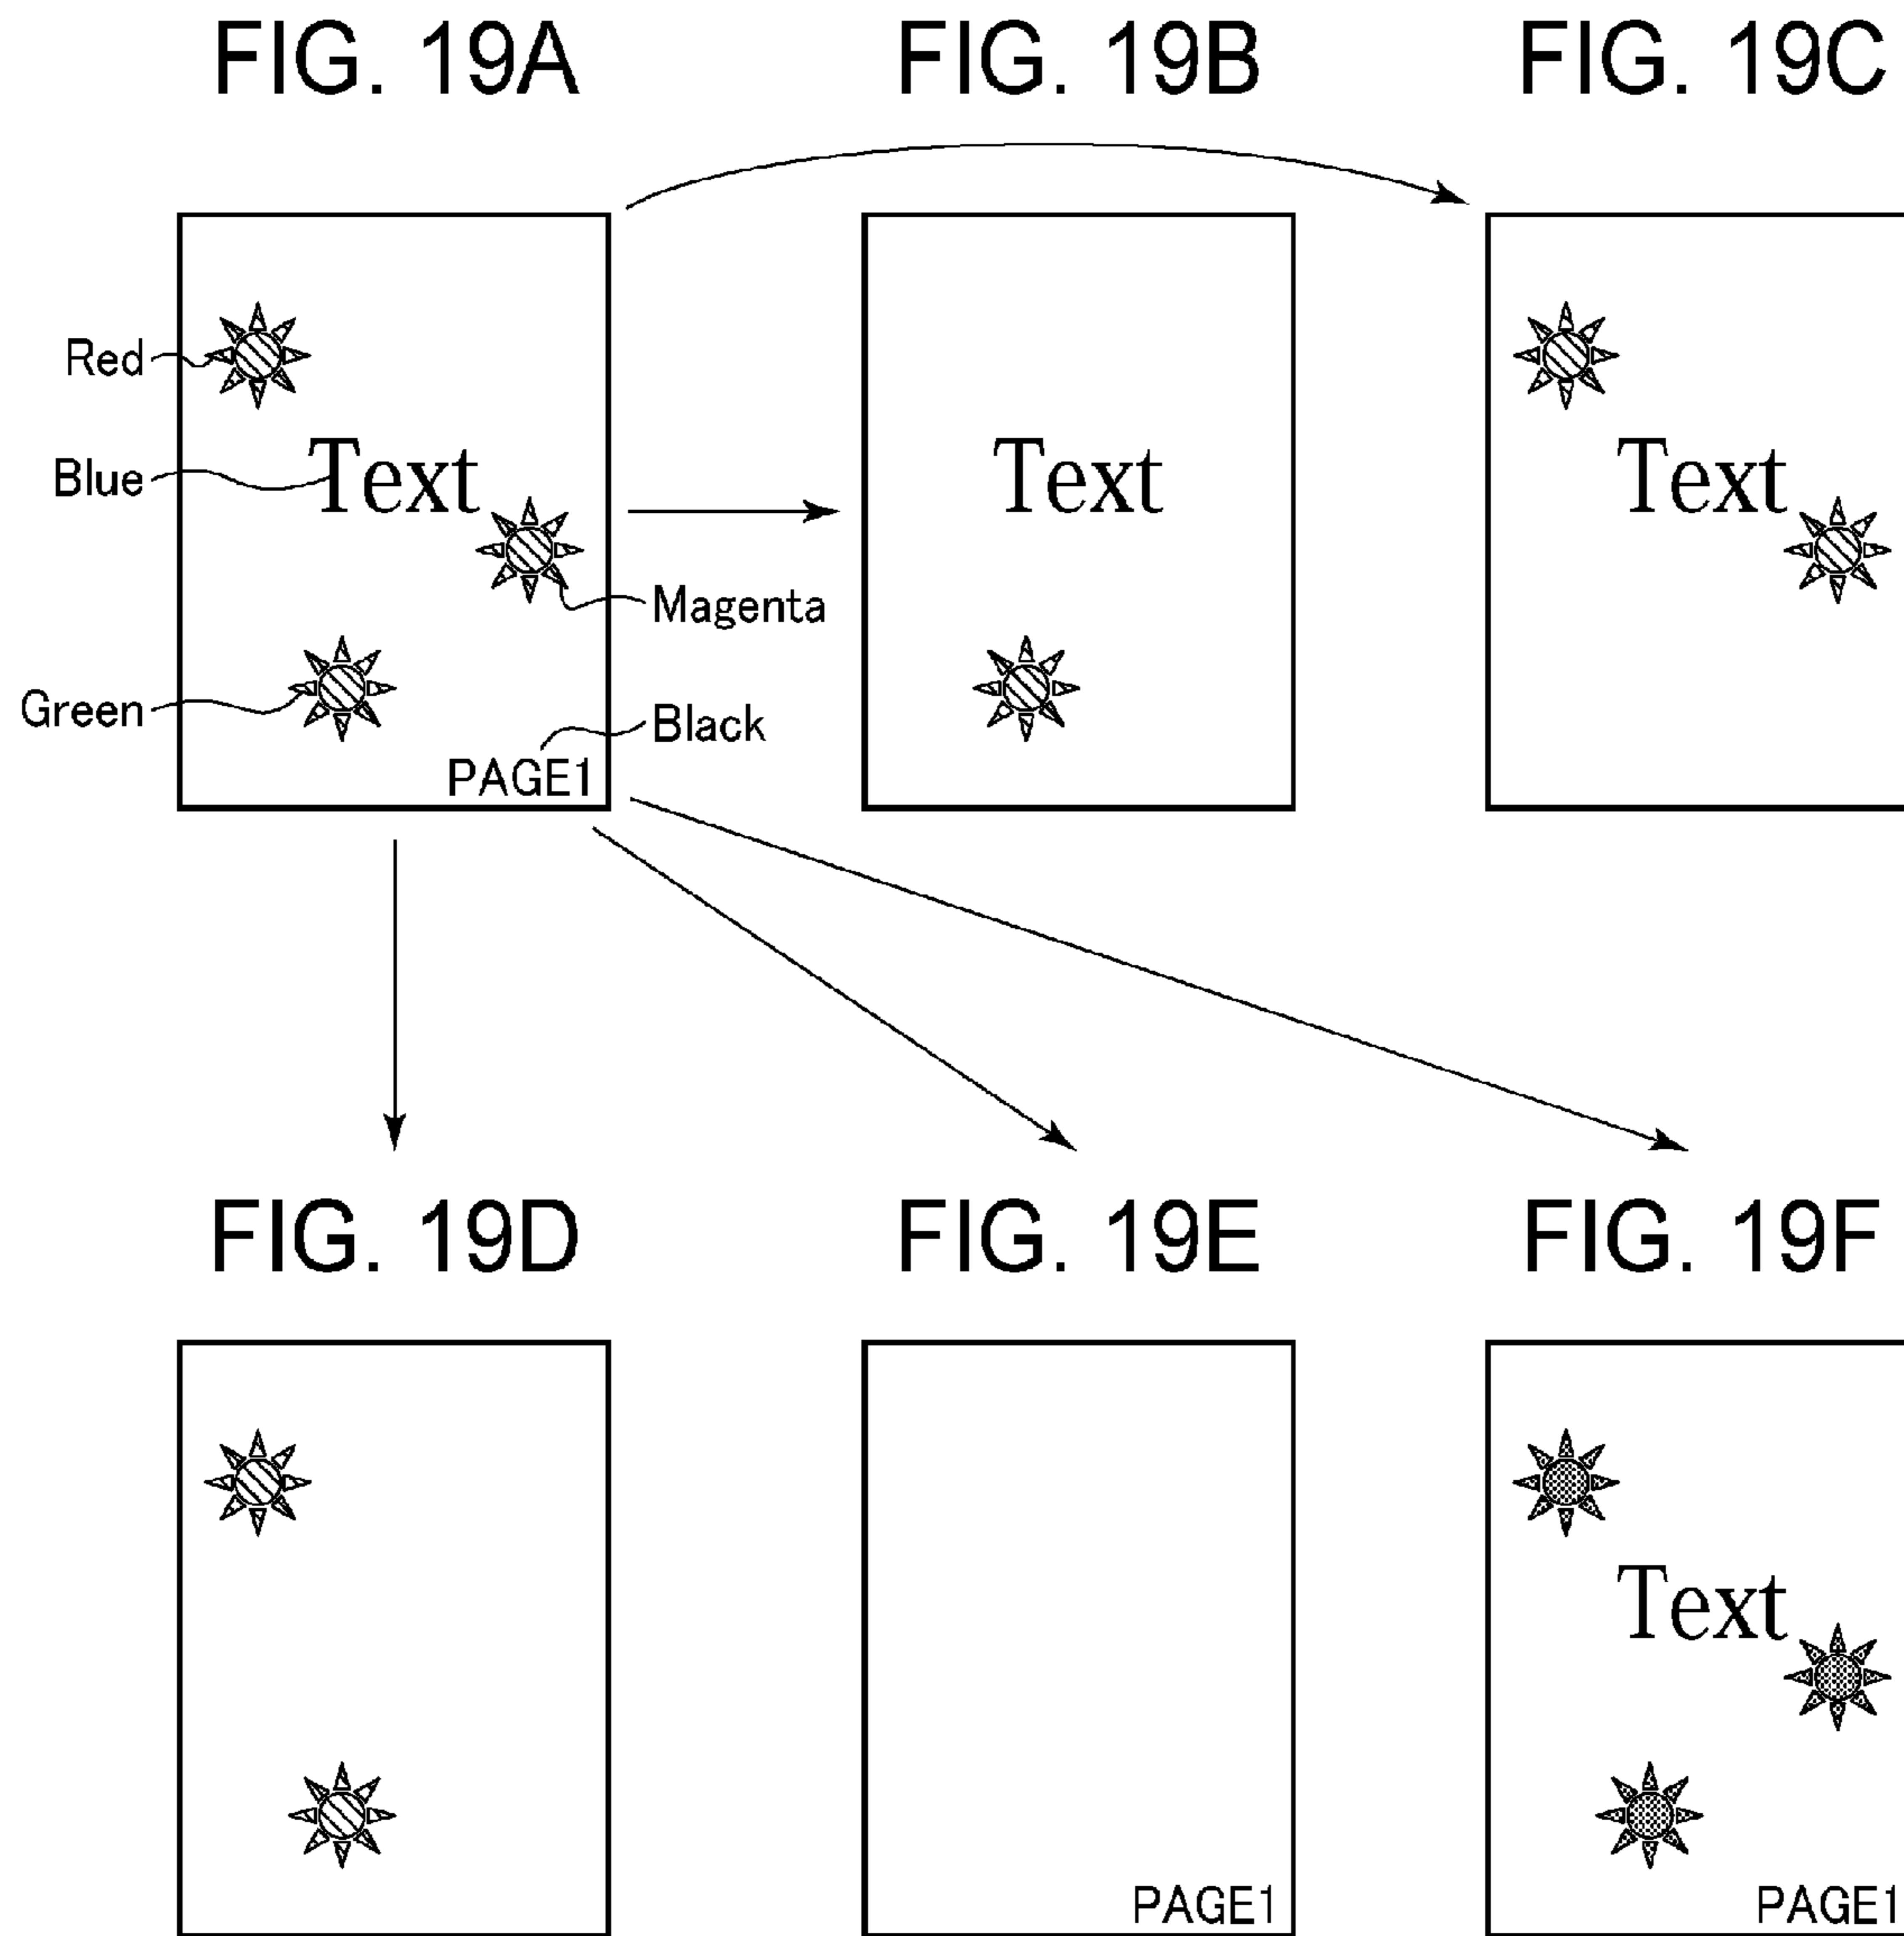 FIG. 19A
FIG. 19B
FIG. 19C
Red
Blue
Text
Magenta
Green
Black
PAGE1
Text
Text
FIG. 19D
FIG. 19E
FIG. 19F
PAGE1
Text
PAGE1